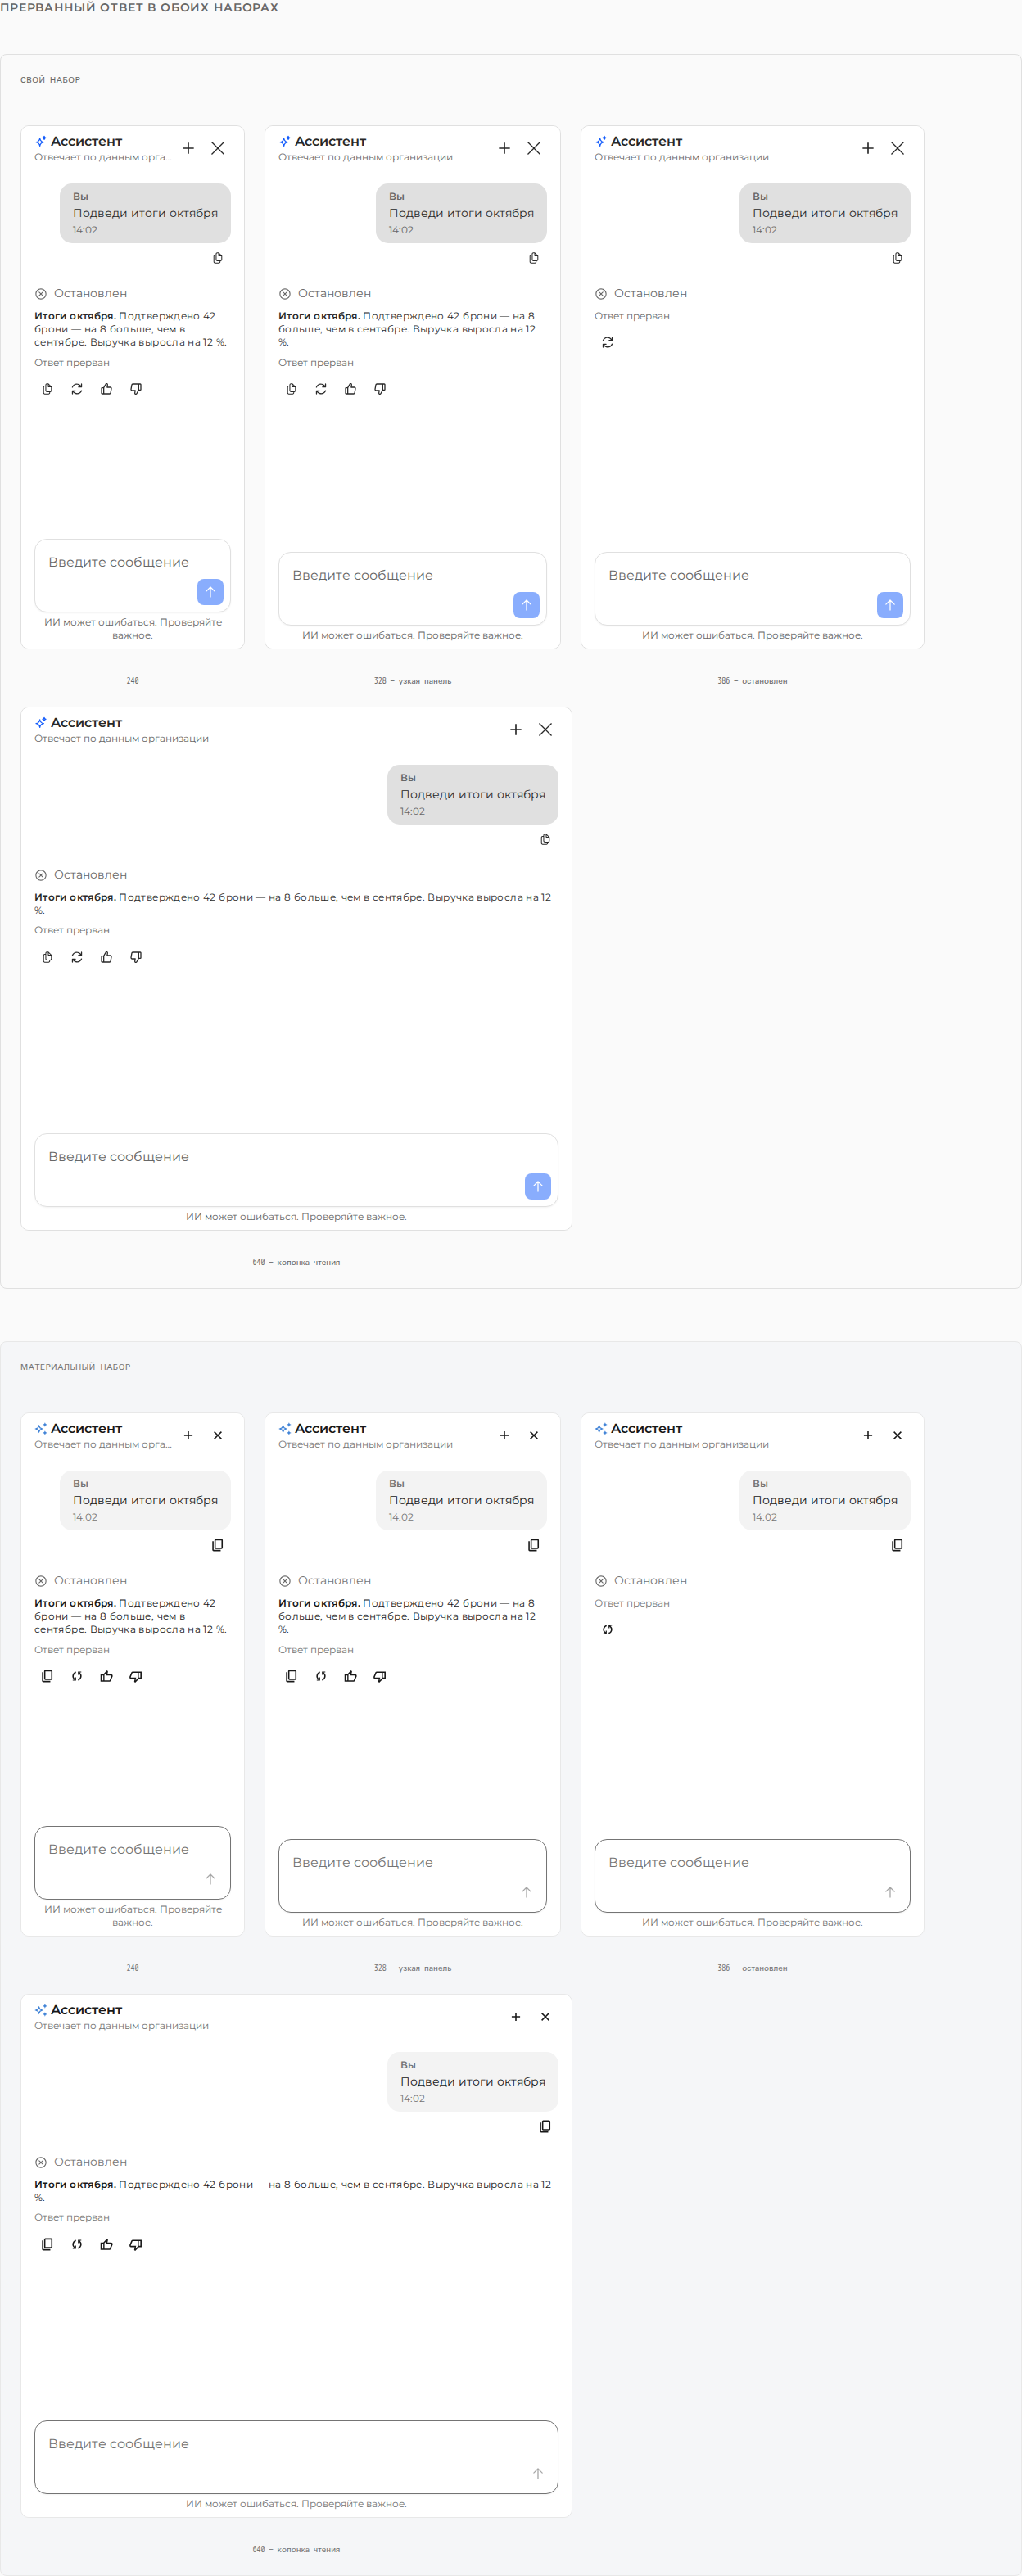 ПРЕРВАННЫЙ ОТВЕТ В ОБОИХ НАБОРАХ
СВОЙ НАБОР
Ассистент
Отвечает по данным орга...
Вы
Подведи итоги октября
14:02
Остановлен
Итоги октября. Подтверждено 42
брони — на 8 больше, чем в
сентябре. Выручка выросла на 12 %.
Ответ прерван
Введите сообщение
ИИ может ошибаться. Проверяйте
важное.
240
Ассистент
Отвечает по данным организации
Вы
Подведи итоги октября
14:02
Остановлен
Итоги октября. Подтверждено 42 брони — на 8
больше, чем в сентябре. Выручка выросла на 12
%.
Ответ прерван
Введите сообщение
ИИ может ошибаться. Проверяйте важное.
328 — узкая панель
Ассистент
Отвечает по данным организации
Вы
Подведи итоги октября
14:02
Остановлен
Ответ прерван
Введите сообщение
ИИ может ошибаться. Проверяйте важное.
386 — остановлен
Ассистент
Отвечает по данным организации
Вы
Подведи итоги октября
14:02
Остановлен
Итоги октября. Подтверждено 42 брони — на 8 больше, чем в сентябре. Выручка выросла на 12
%.
Ответ прерван
Введите сообщение
ИИ может ошибаться. Проверяйте важное.
640 — колонка чтения
МАТЕРИАЛЬНЫЙ НАБОР
Ассистент
Отвечает по данным орга...
Вы
Подведи итоги октября
14:02
Остановлен
Итоги октября. Подтверждено 42
брони — на 8 больше, чем в
сентябре. Выручка выросла на 12 %.
Ответ прерван
Введите сообщение
ИИ может ошибаться. Проверяйте
важное.
240
Ассистент
Отвечает по данным организации
Вы
Подведи итоги октября
14:02
Остановлен
Итоги октября. Подтверждено 42 брони — на 8
больше, чем в сентябре. Выручка выросла на 12
%.
Ответ прерван
Введите сообщение
ИИ может ошибаться. Проверяйте важное.
328 — узкая панель
Ассистент
Отвечает по данным организации
Вы
Подведи итоги октября
14:02
Остановлен
Ответ прерван
Введите сообщение
ИИ может ошибаться. Проверяйте важное.
386 — остановлен
Ассистент
Отвечает по данным организации
Вы
Подведи итоги октября
14:02
Остановлен
Итоги октября. Подтверждено 42 брони — на 8 больше, чем в сентябре. Выручка выросла на 12
%.
Ответ прерван
Введите сообщение
ИИ может ошибаться. Проверяйте важное.
640 — колонка чтения